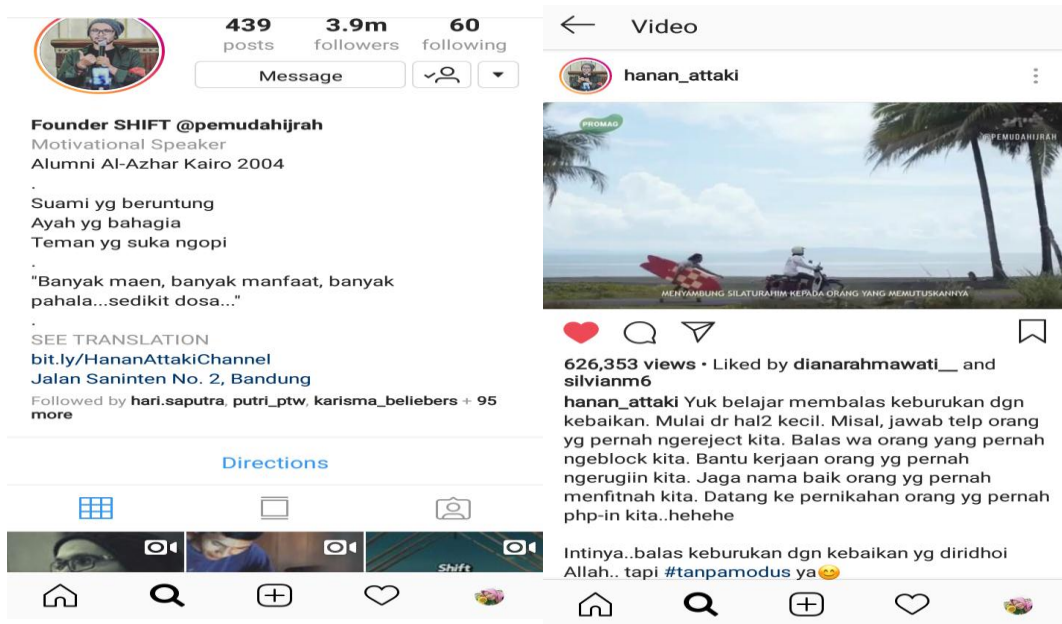 439 3.9m 60
posts followers following
Message
Founder SHIFT @pemudahijrah
Motivational Speaker
Alumni Al-Azhar Kairo 2004
.
Suami yg beruntung
Ayah yg bahagia
Teman yg suka ngopi
.
"Banyak maen, banyak manfaat, banyak
pahala...sedikit dosa..."
.
SEE TRANSLATION
bit.ly/HananAttakiChannel
Jalan Saninten No. 2, Bandung
Followed by hari.saputra, putri_ptw, karisma_beliebers + 95
more
Directions
Shift
Video
hanan_attaki
PROMAG
@PEMUDAHIJRAH
MENYAMBUNG SILATURAHIM KEPADA ORANG YANG MEMUTUSKANNYA
626,353 views • Liked by dianarahmawati__ and
silvianm6
hanan_attaki Yuk belajar membalas keburukan dgn
kebaikan. Mulai dr hal2 kecil. Misal, jawab telp orang
yg pernah ngereject kita. Balas wa orang yang pernah
ngeblock kita. Bantu kerjaan orang yg pernah
ngerugiin kita. Jaga nama baik orang yg pernah
menfitnah kita. Datang ke pernikahan orang yg pernah
php-in kita..hehehe
Intinya..balas keburukan dgn kebaikan yg diridhoi
Allah.. tapi #tanpamodus ya😊